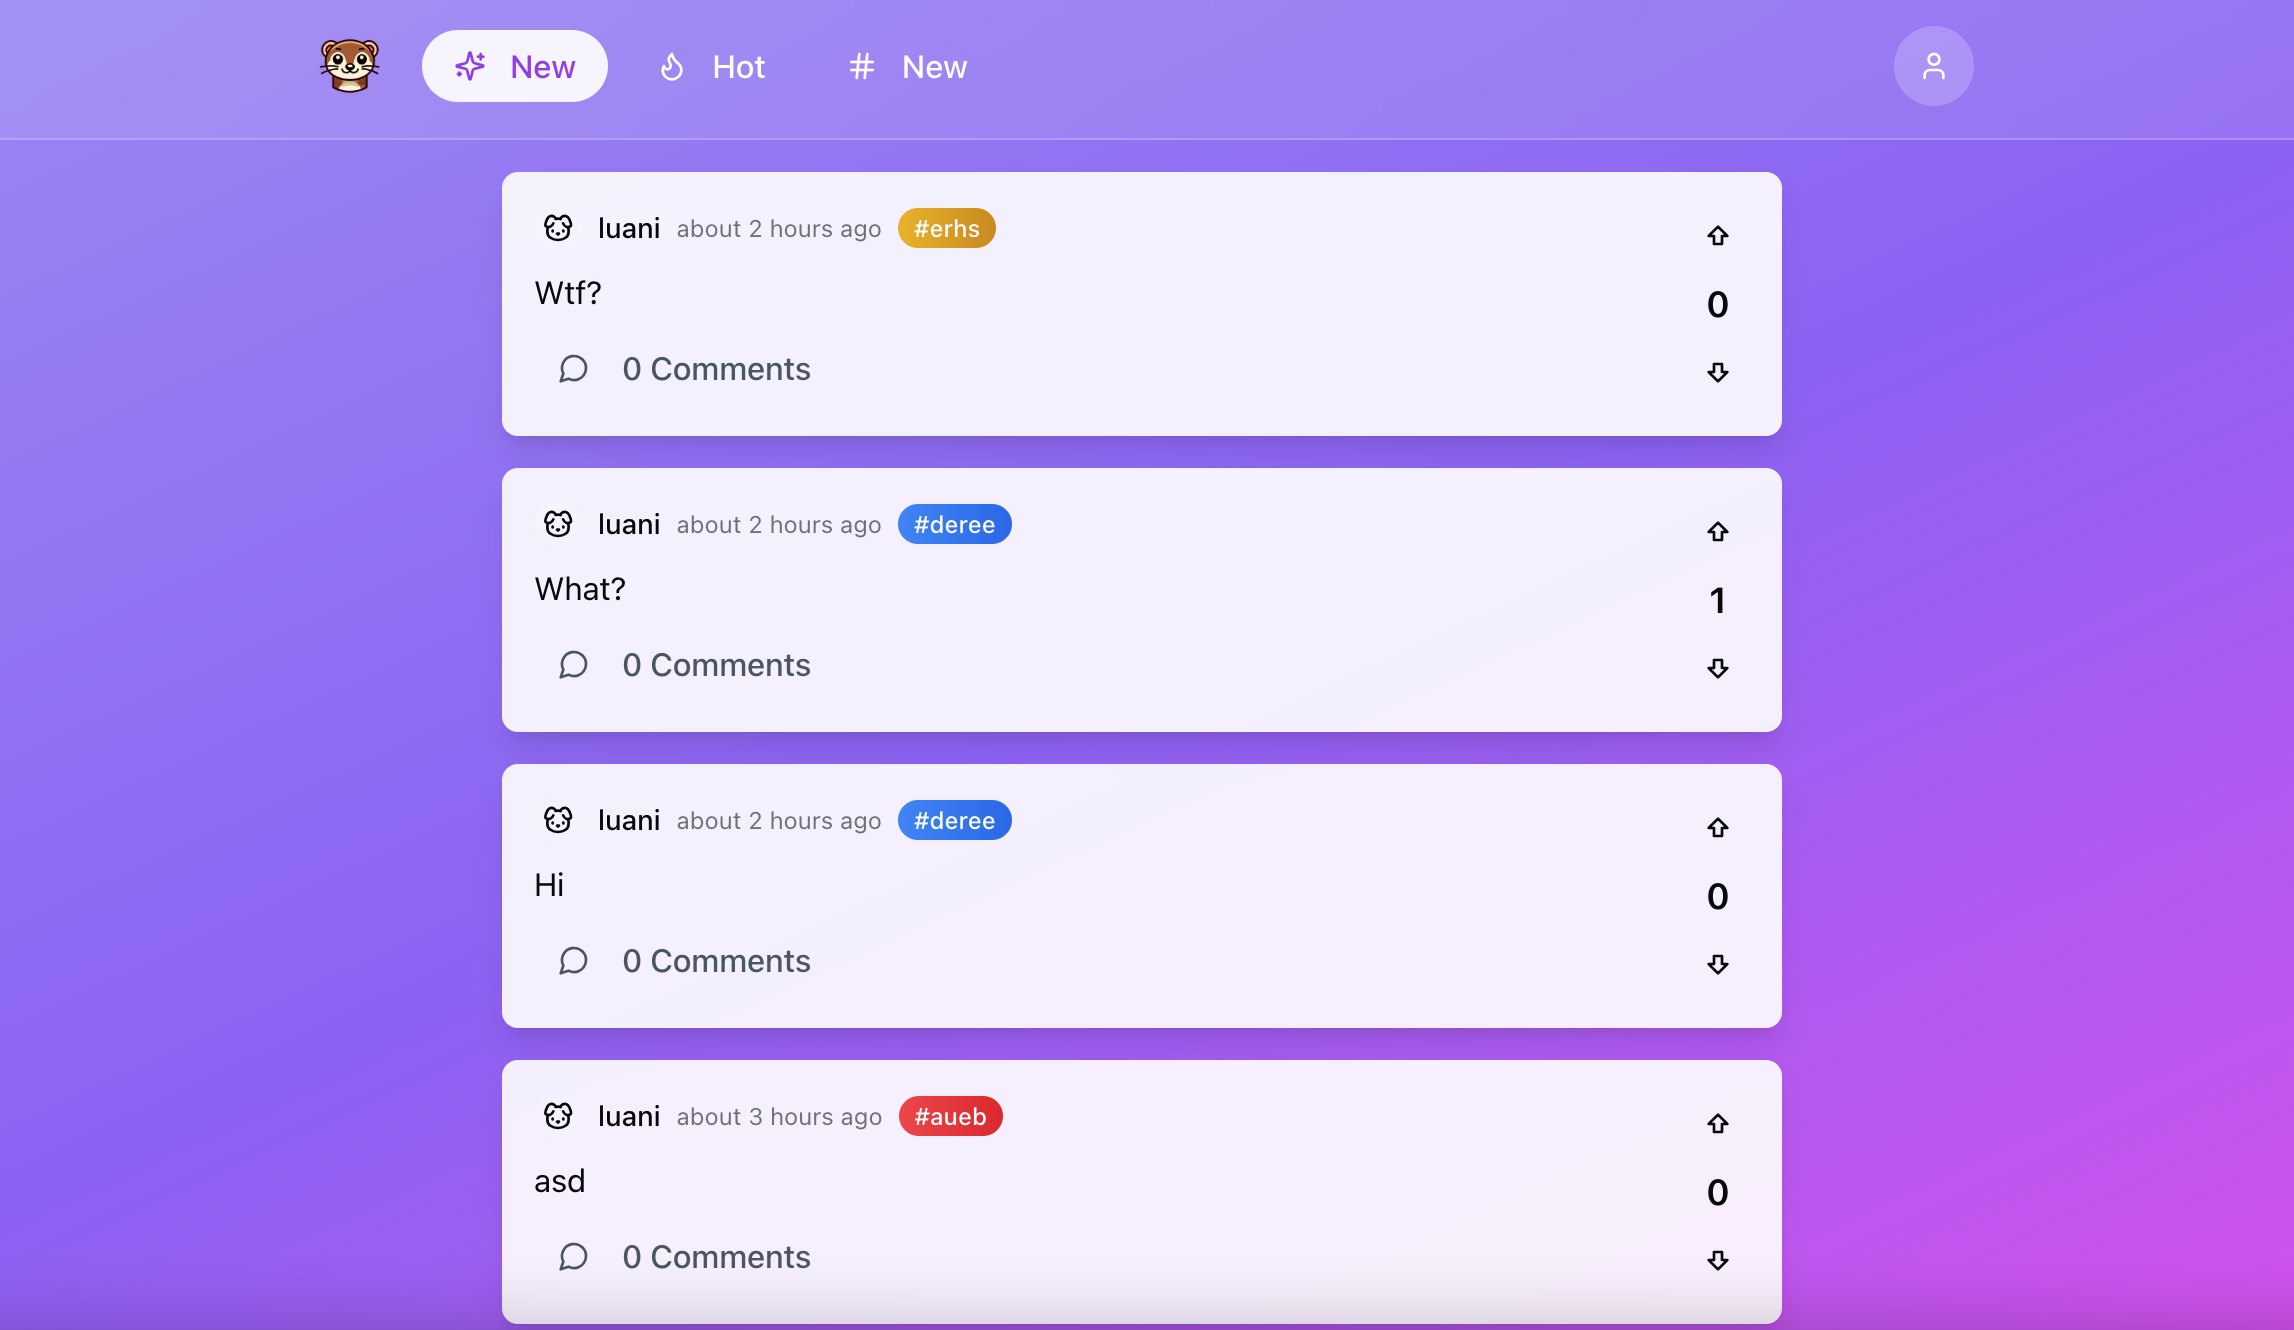 New Hot New
luani about 2 hours ago #erhs
Wtf?
0
0 Comments
luani about 2 hours ago #deree
What?
1
0 Comments
luani about 2 hours ago #deree
Hi
0
0 Comments
luani about 3 hours ago #aueb
asd
0
0 Comments